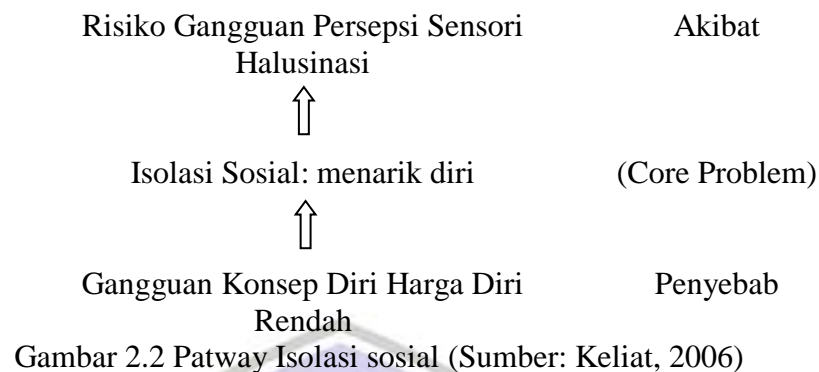 Risiko Gangguan Persepsi Sensori Akibat
Halusinasi
Isolasi Sosial: menarik diri (Core Problem)
Gangguan Konsep Diri Harga Diri Penyebab
Rendah
Gambar 2.2 Patway Isolasi sosial (Sumber: Keliat, 2006)